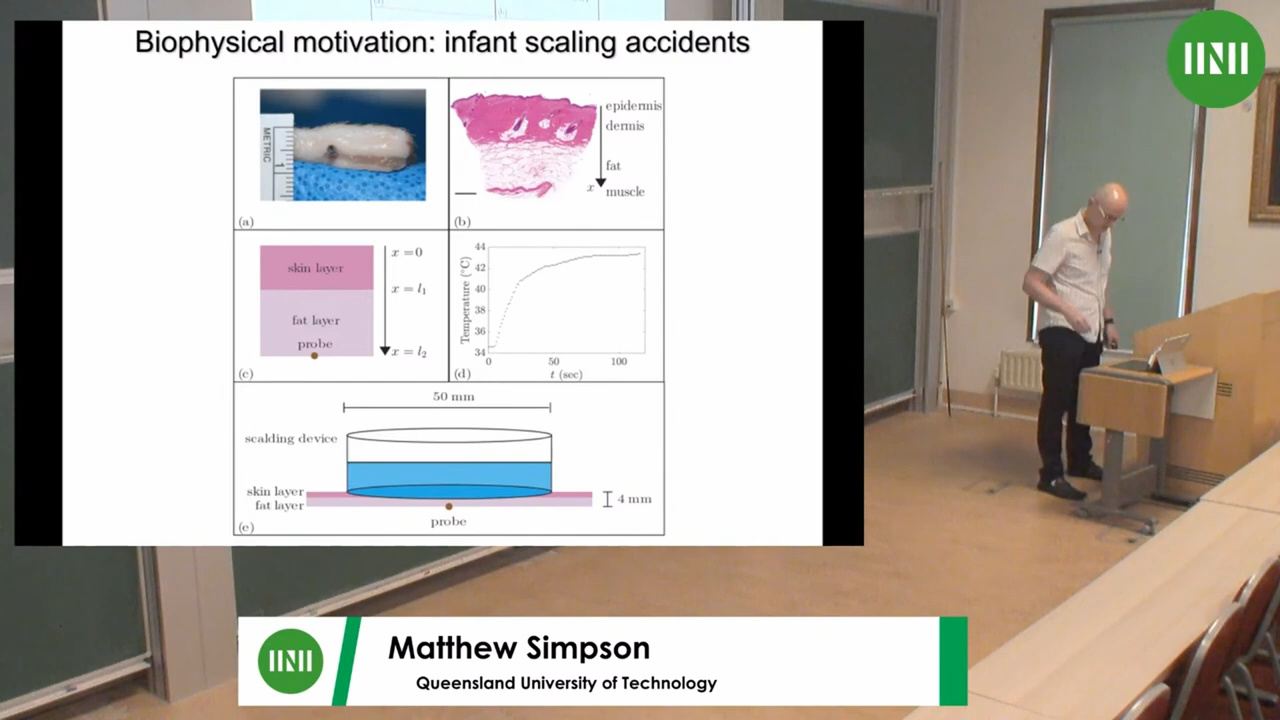 Biophysical motivation: infant scaling accidents
METRIC
1
(a)
epidermis
dermis
fat
x
muscle
(b)
skin layer
fat layer
probe
x = 0
x = l₁
x = l₂
(c)
Temperature (°C)
44
42
40
38
36
34
0
50
100
t (sec)
(d)
50 mm
scalding device
skin layer
fat layer
4 mm
probe
(e)
Matthew Simpson
Queensland University of Technology